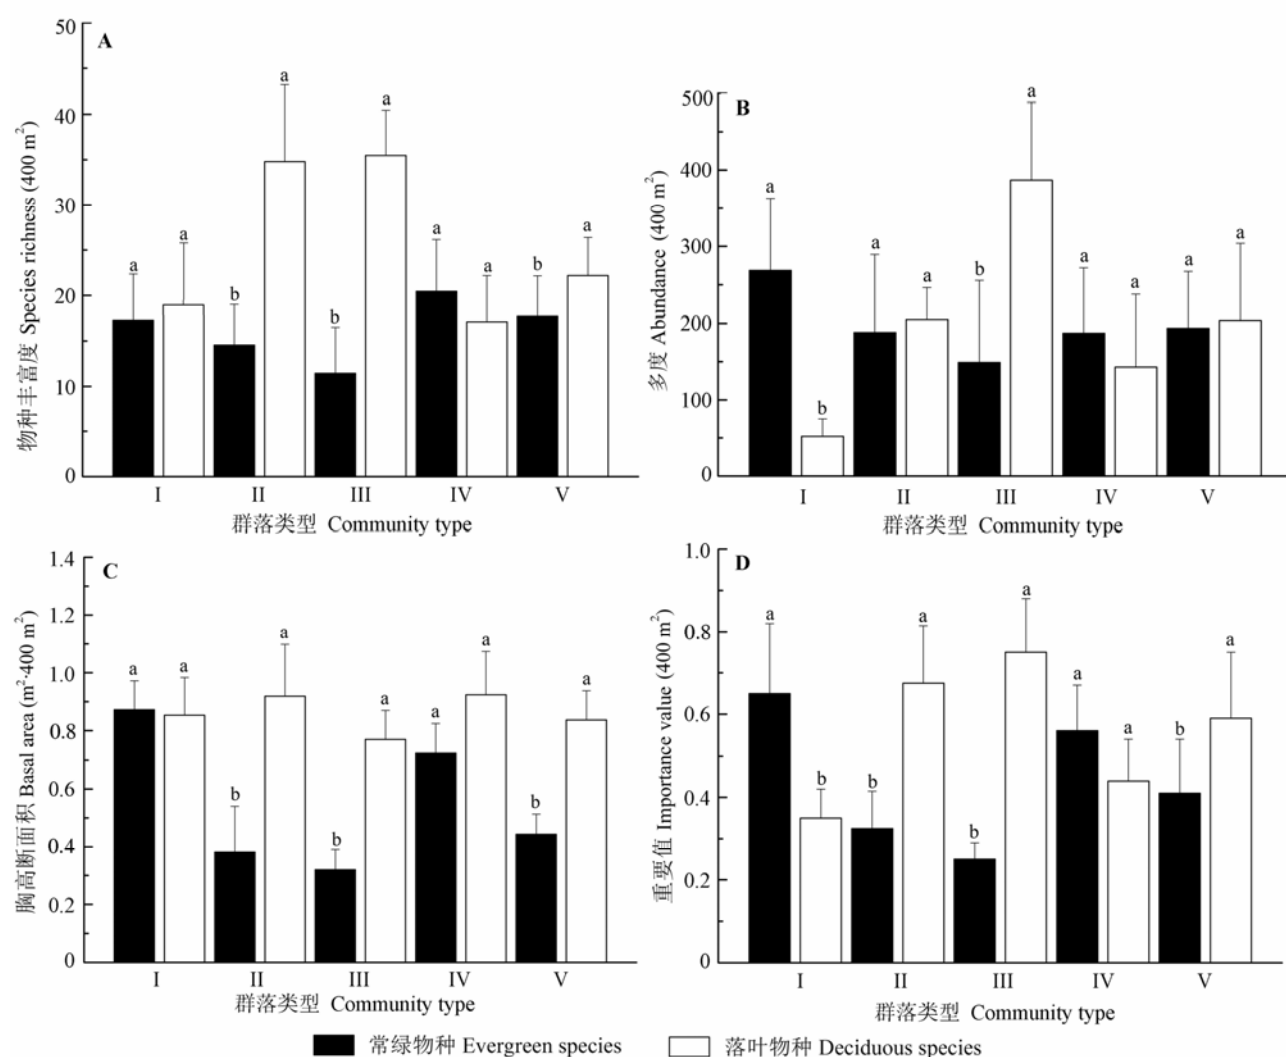 A
物种丰富度 Species richness (400 m²)
50
40
30
20
10
0
a
a
b
a
b
a
a
a
b
a
I
II
III
IV
V
群落类型 Community type
B
多度 Abundance (400 m²)
500
400
300
200
100
0
a
b
a
a
b
a
a
a
a
a
I
II
III
IV
V
群落类型 Community type
C
胸高断面积 Basal area (m²·400 m²)
1.4
1.2
1.0
0.8
0.6
0.4
0.2
0
a
a
b
a
b
a
a
a
b
a
I
II
III
IV
V
群落类型 Community type
D
重要值 Importance value (400 m²)
1.0
0.8
0.6
0.4
0.2
0
a
b
b
a
b
a
a
a
b
a
I
II
III
IV
V
群落类型 Community type
常绿物种 Evergreen species
落叶物种 Deciduous species